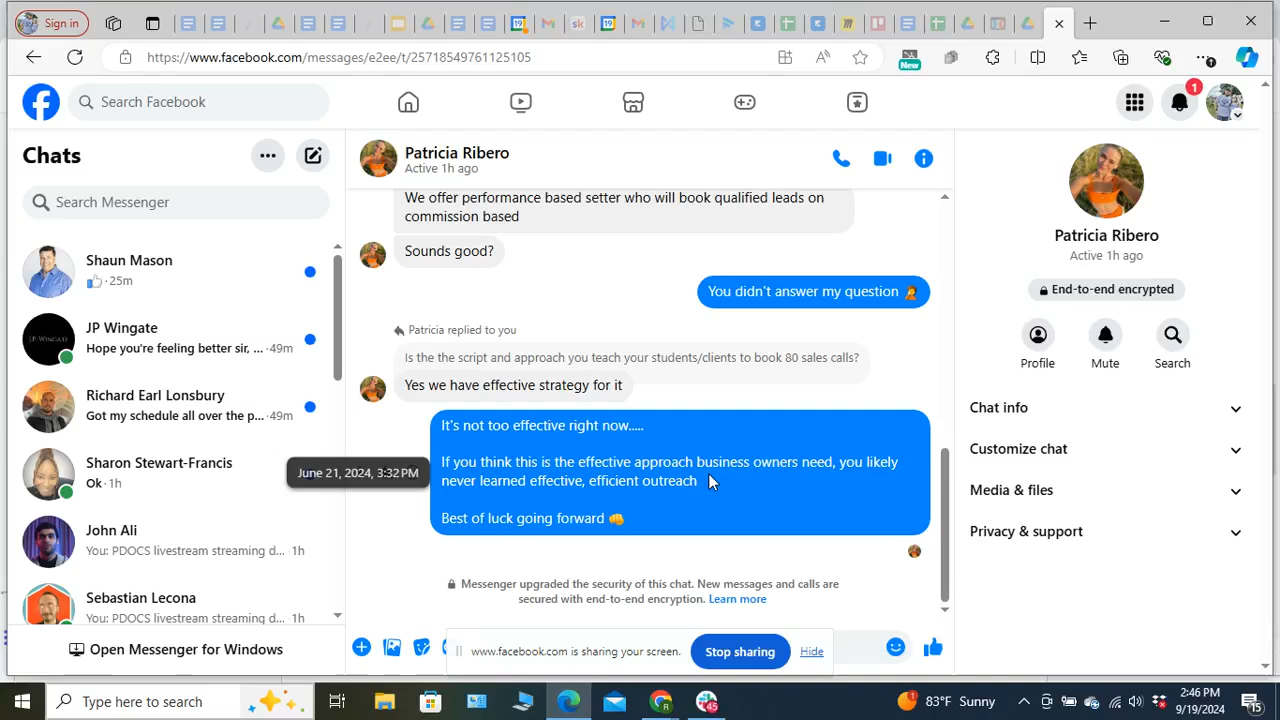 Sign in
https://www.facebook.com/messages/e2ee/t/25718549761125105
New
Search Facebook
1
Chats
Search Messenger
Shaun Mason
· 25m
JP Wingate
Hope you're feeling better sir, ... · 49m
Richard Earl Lonsbury
Got my schedule all over the p... · 49m
Sharon Stewart-Francis
Ok · 1h
John Ali
You: PDOCS livestream streaming d... · 1h
Sebastian Lecona
You: PDOCS livestream streaming d... · 1h
Open Messenger for Windows
Patricia Ribero
Active 1h ago
We offer performance based setter who will book qualified leads on
commission based
Sounds good?
You didn't answer my question
Patricia replied to you
Is the the script and approach you teach your students/clients to book 80 sales calls?
Yes we have effective strategy for it
It's not too effective right now.....
If you think this is the effective approach business owners need, you likely
never learned effective, efficient outreach
Best of luck going forward 👊
June 21, 2024, 3:32 PM
Messenger upgraded the security of this chat. New messages and calls are
secured with end-to-end encryption. Learn more
www.facebook.com is sharing your screen.
Stop sharing
Hide
Patricia Ribero
Active 1h ago
End-to-end encrypted
Profile
Mute
Search
Chat info
Customize chat
Media & files
Privacy & support
Type here to search
45
83°F Sunny
2:46 PM
9/19/2024
15